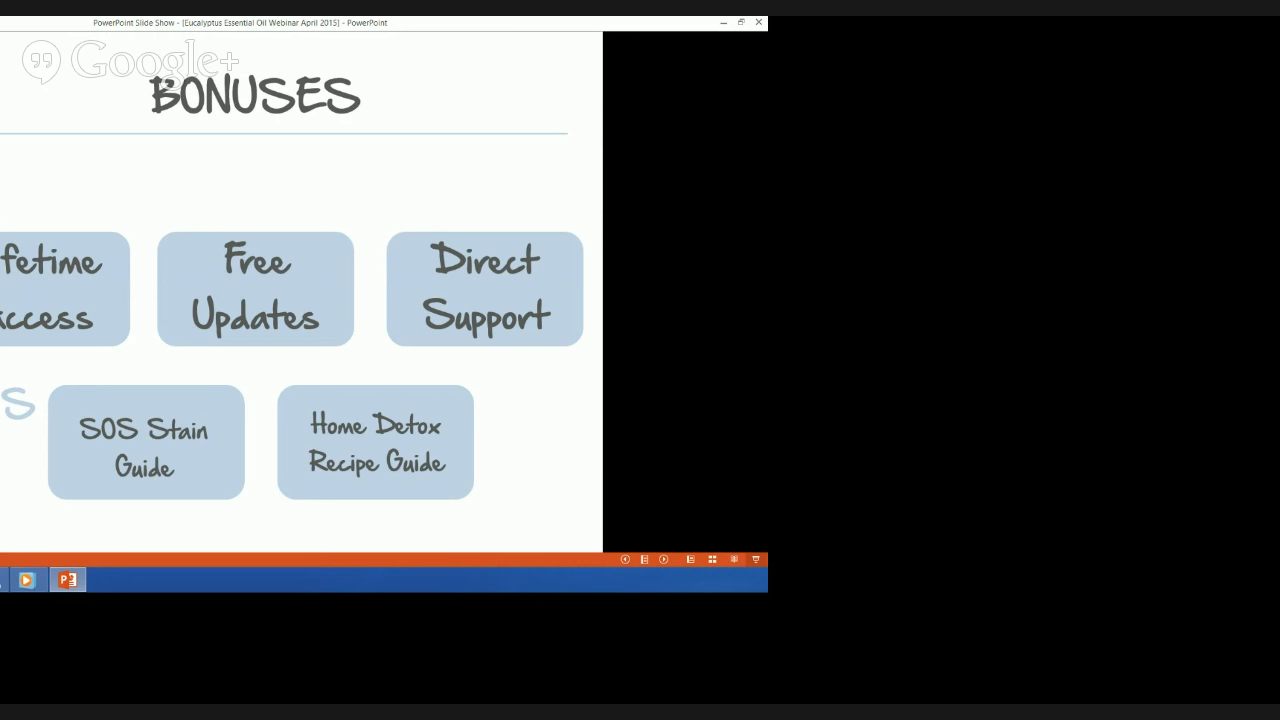 PowerPoint Slide Show - [Eucalyptus Essential Oil Webinar April 2015] - PowerPoint
Google+
BONUSES
fetime
ccess
Free
Updates
Direct
Support
S
SOS Stain
Guide
Home Detox
Recipe Guide